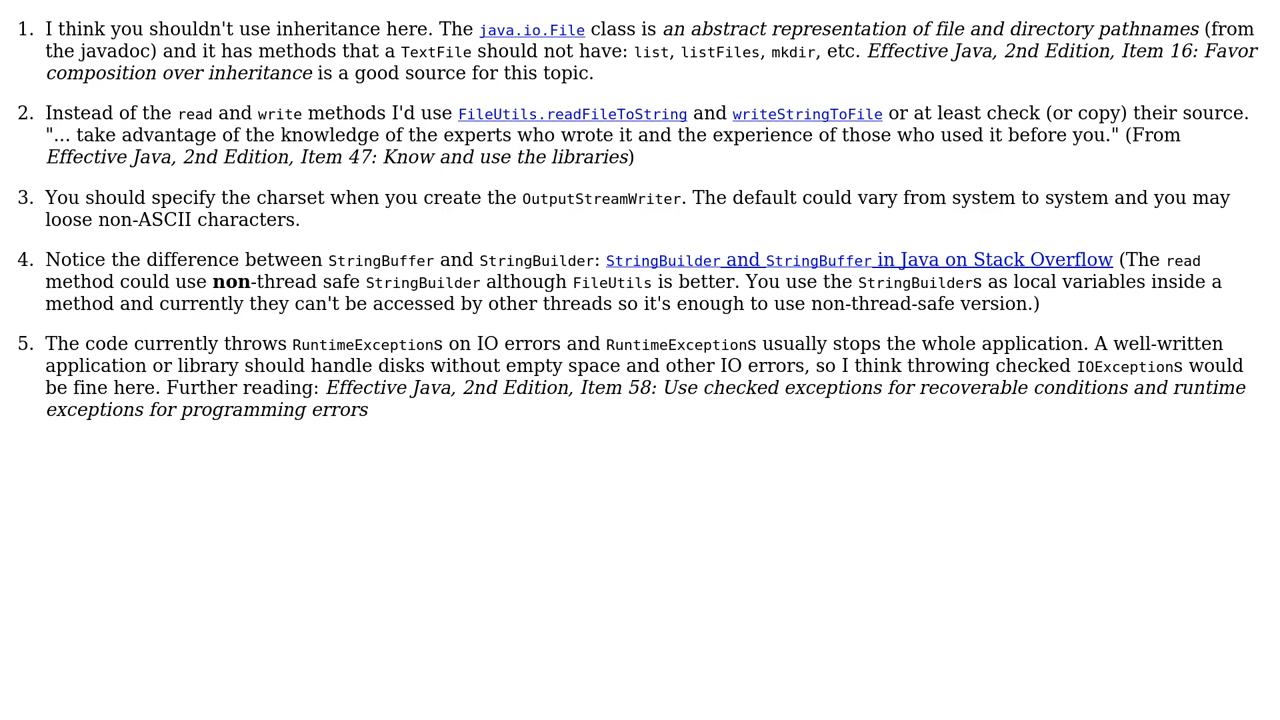 1. I think you shouldn't use inheritance here. The java.io.File class is an abstract representation of file and directory pathnames (from
the javadoc) and it has methods that a TextFile should not have: list, listFiles, mkdir, etc. Effective Java, 2nd Edition, Item 16: Favor
composition over inheritance is a good source for this topic.
2. Instead of the read and write methods I'd use FileUtils.readFileToString and writeStringToFile or at least check (or copy) their source.
"... take advantage of the knowledge of the experts who wrote it and the experience of those who used it before you." (From
Effective Java, 2nd Edition, Item 47: Know and use the libraries)
3. You should specify the charset when you create the OutputStreamWriter. The default could vary from system to system and you may
loose non-ASCII characters.
4. Notice the difference between StringBuffer and StringBuilder: StringBuilder and StringBuffer in Java on Stack Overflow (The read
method could use non-thread safe StringBuilder although FileUtils is better. You use the StringBuilders as local variables inside a
method and currently they can't be accessed by other threads so it's enough to use non-thread-safe version.)
5. The code currently throws RuntimeExceptions on IO errors and RuntimeExceptions usually stops the whole application. A well-written
application or library should handle disks without empty space and other IO errors, so I think throwing checked IOExceptions would
be fine here. Further reading: Effective Java, 2nd Edition, Item 58: Use checked exceptions for recoverable conditions and runtime
exceptions for programming errors